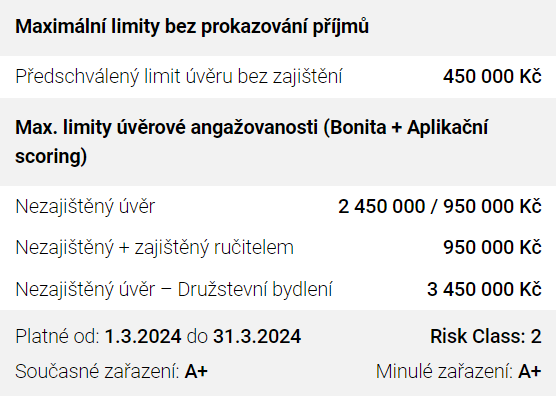 Maximální limity bez prokazování příjmů
Předschválený limit úvěru bez zajištění 450 000 Kč
Max. limity úvěrové angažovanosti (Bonita + Aplikační
scoring)
Nezajištěný úvěr 2 450 000 / 950 000 Kč
Nezajištěný + zajištěný ručitelem 950 000 Kč
Nezajištěný úvěr – Družstevní bydlení 3 450 000 Kč
Platné od: 1.3.2024 do 31.3.2024 Risk Class: 2
Současné zařazení: A+ Minulé zařazení: A+